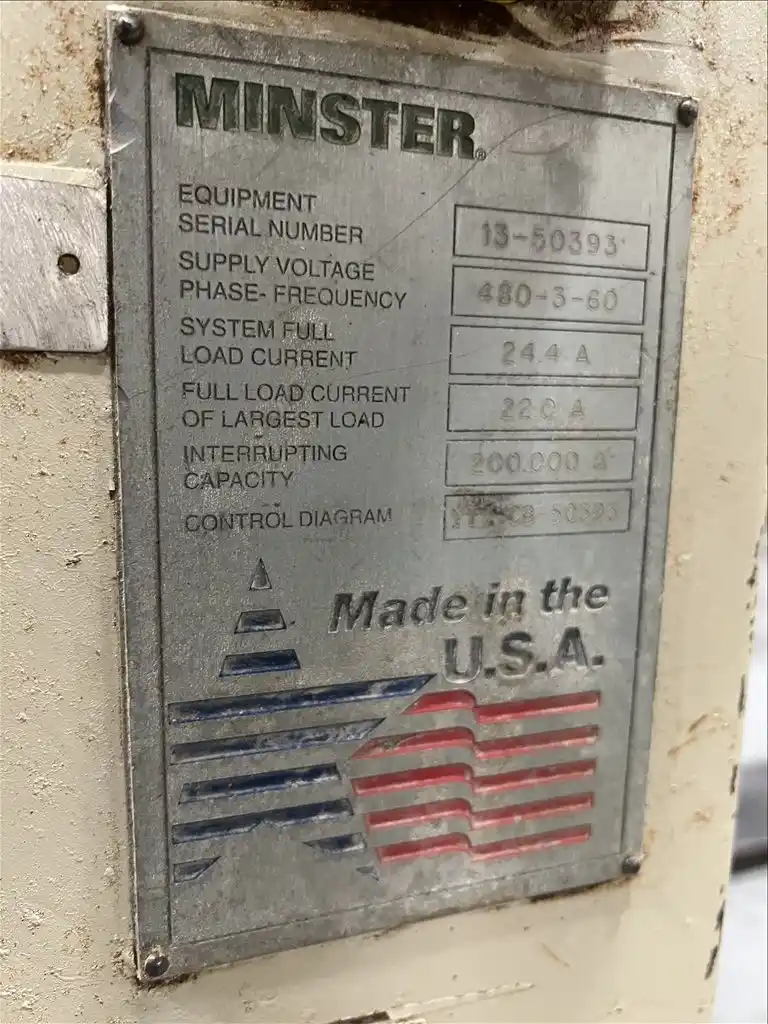 MINSTER®
EQUIPMENT
SERIAL NUMBER 13-50393
SUPPLY VOLTAGE
PHASE- FREQUENCY 480-3-60
SYSTEM FULL
LOAD CURRENT 24.4 A
FULL LOAD CURRENT
OF LARGEST LOAD 22.0 A
INTERRUPTING
CAPACITY 200.000 a
CONTROL DIAGRAM 50393
Made in the
U.S.A.